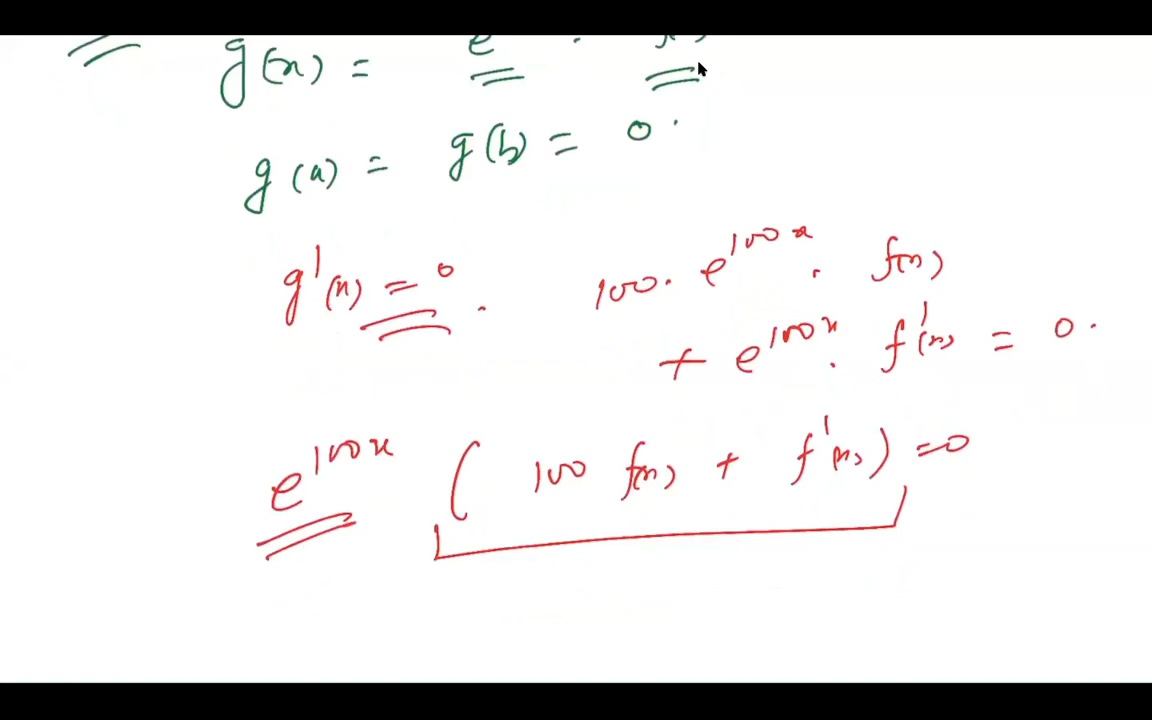 g(x) = e
g(a) = g(b) = 0.
g'(x) = 0. 100. e^100x . f(x)
+ e^100x . f'(x) = 0.
e^100x ( 100 f(x) + f'(x) ) = 0